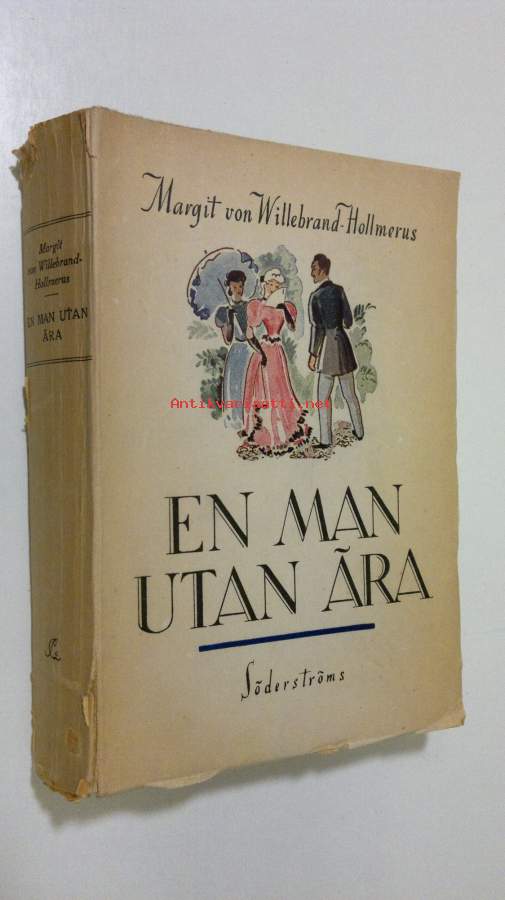 Margit von Willebrand-Hollmerus
EN MAN
UTAN ÄRA
Söderströms
Margit
von Willebrand-
Hollmerus
EN MAN UTAN
ÄRA
Antikvariaatti.net